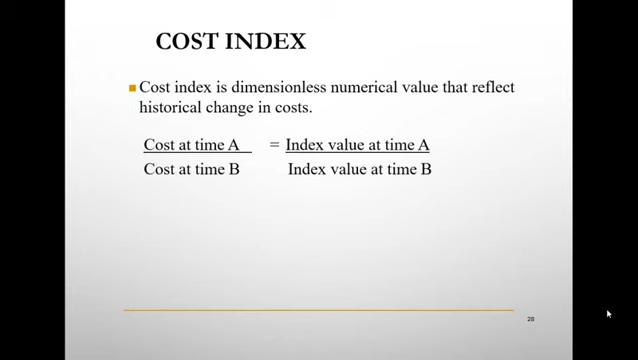 COST INDEX
Cost index is dimensionless numerical value that reflect
historical change in costs.
Cost at time A = Index value at time A
Cost at time B Index value at time B
28